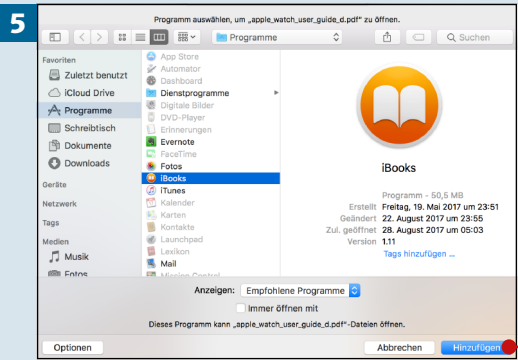 5
Programm auswählen, um „apple_watch_user_guide_d.pdf“ zu öffnen.
Programme
Suchen
Favoriten
Zuletzt benutzt
iCloud Drive
Programme
Schreibtisch
Dokumente
Downloads
Geräte
Netzwerk
Tags
Medien
Musik
Fotos
App Store
Automator
Dashboard
Dienstprogramme
Digitale Bilder
DVD-Player
Erinnerungen
Evernote
FaceTime
Fotos
iBooks
iTunes
Kalender
Karten
Kontakte
Launchpad
Lexikon
Mail
Mission Control
iBooks
Programm - 50,5 MB
Erstellt Freitag, 19. Mai 2017 um 23:51
Geändert 22. August 2017 um 23:55
Zul. geöffnet 28. August 2017 um 05:03
Version 1.11
Tags hinzufügen ...
Anzeigen: Empfohlene Programme
Immer öffnen mit
Dieses Programm kann „apple_watch_user_guide_d.pdf“-Dateien öffnen.
Optionen
Abbrechen
Hinzufügen